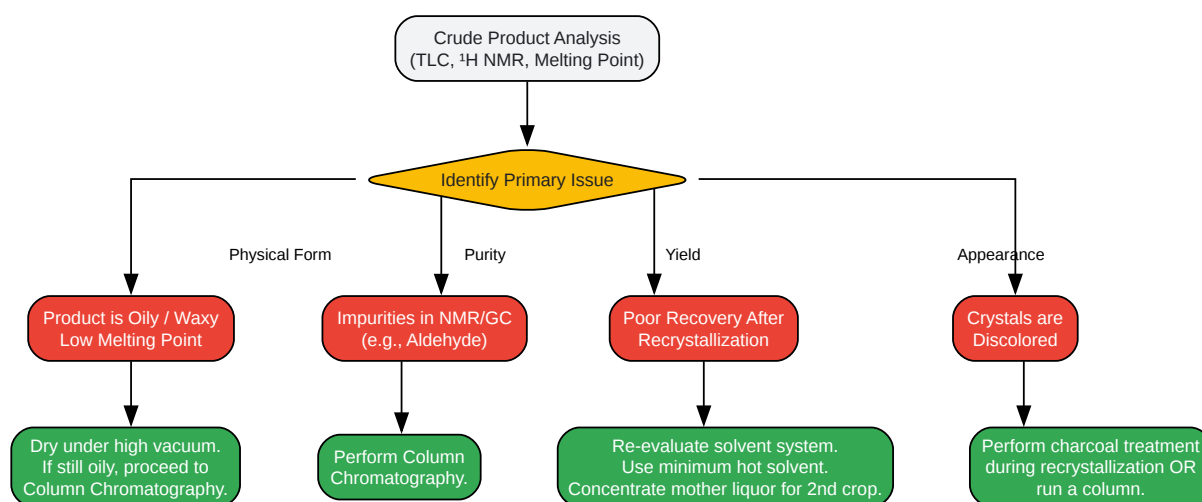 Crude Product Analysis
(TLC, ¹H NMR, Melting Point)
Identify Primary Issue
Physical Form
Purity
Yield
Appearance
Product is Oily / Waxy
Low Melting Point
Impurities in NMR/GC
(e.g., Aldehyde)
Poor Recovery After
Recrystallization
Crystals are
Discolored
Dry under high vacuum.
If still oily, proceed to
Column Chromatography.
Perform Column
Chromatography.
Re-evaluate solvent system.
Use minimum hot solvent.
Concentrate mother liquor for 2nd crop.
Perform charcoal treatment
during recrystallization OR
run a column.